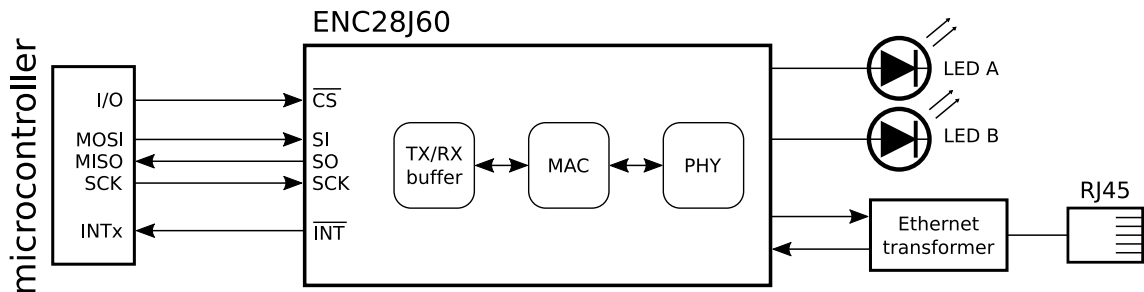 ENC28J60
microcontroller
I/O
MOSI
MISO
SCK
INTx
CS
SI
SO
SCK
INT
TX/RX
buffer
MAC
PHY
LED A
LED B
Ethernet
transformer
RJ45